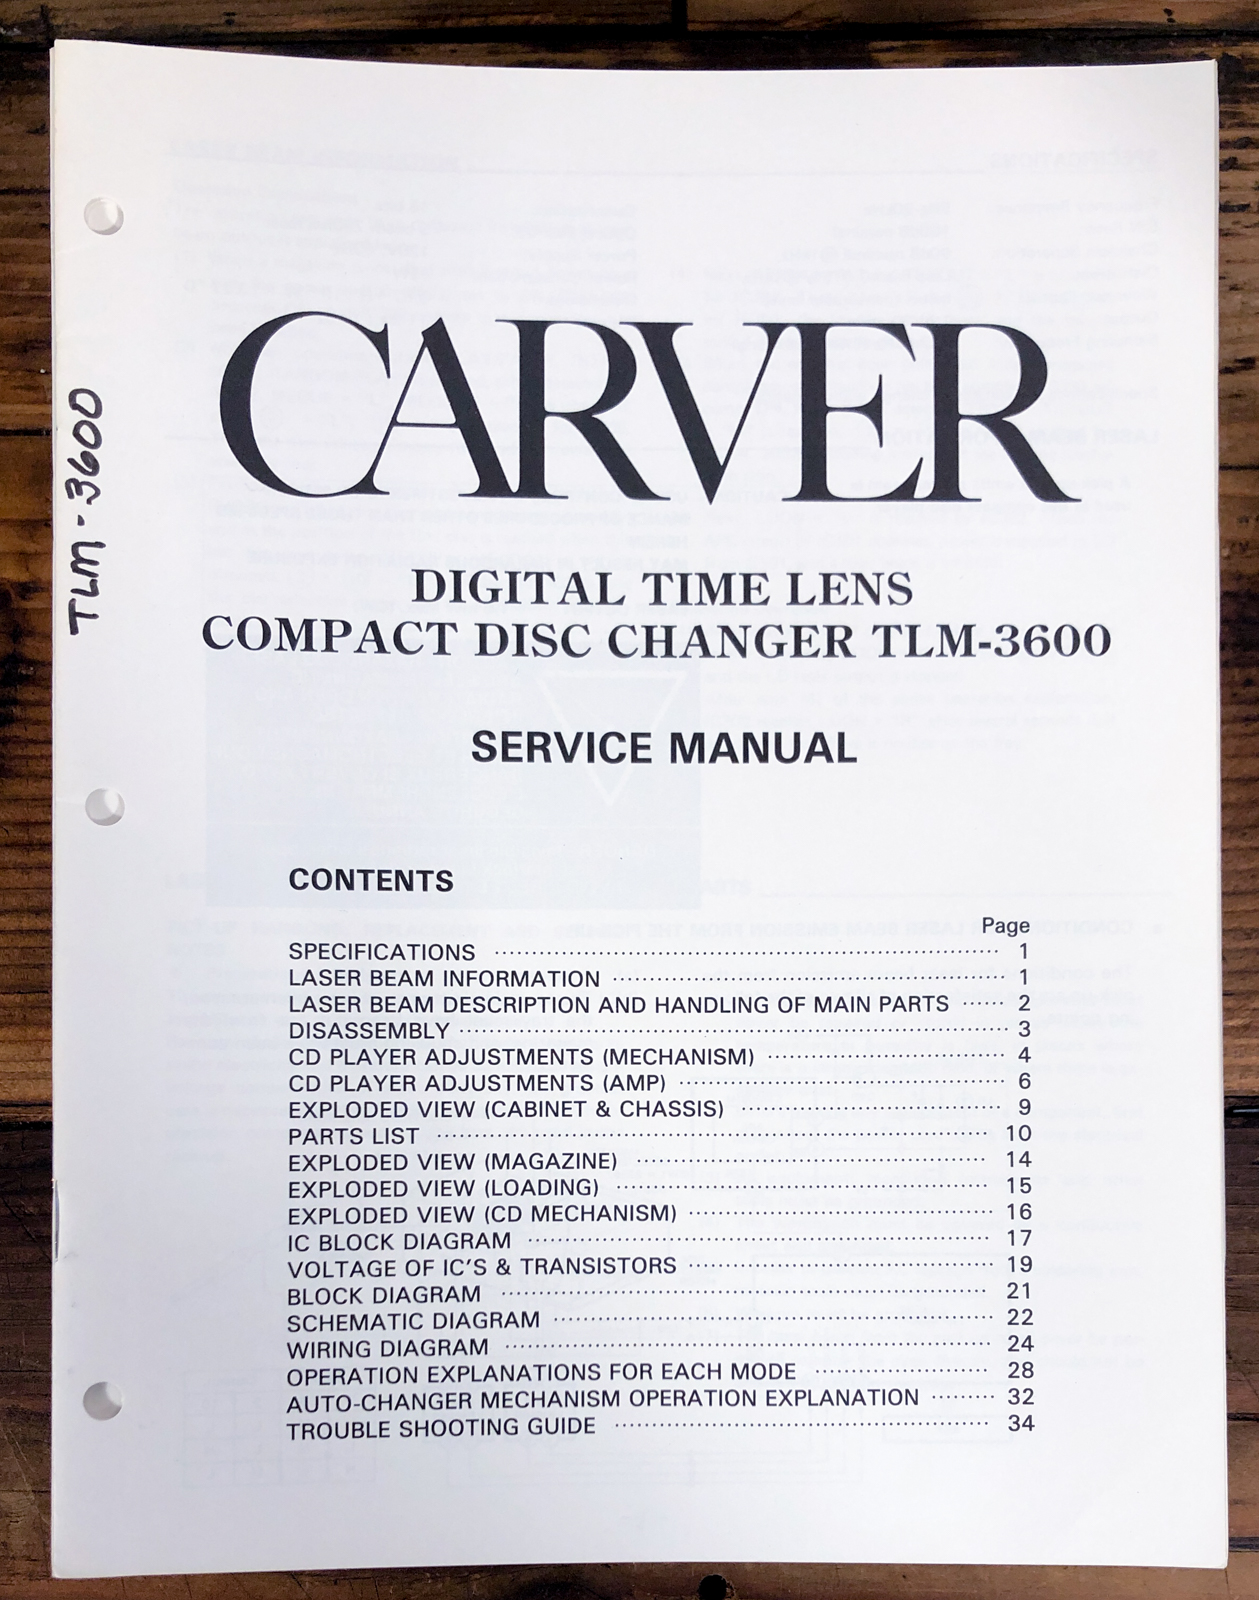 TLM-3600
CARVER
DIGITAL TIME LENS
COMPACT DISC CHANGER TLM-3600
SERVICE MANUAL
CONTENTS
Page
SPECIFICATIONS 1
LASER BEAM INFORMATION 1
LASER BEAM DESCRIPTION AND HANDLING OF MAIN PARTS 2
DISASSEMBLY 3
CD PLAYER ADJUSTMENTS (MECHANISM) 4
CD PLAYER ADJUSTMENTS (AMP) 6
EXPLODED VIEW (CABINET & CHASSIS) 9
PARTS LIST 10
EXPLODED VIEW (MAGAZINE) 14
EXPLODED VIEW (LOADING) 15
EXPLODED VIEW (CD MECHANISM) 16
IC BLOCK DIAGRAM 17
VOLTAGE OF IC'S & TRANSISTORS 19
BLOCK DIAGRAM 21
SCHEMATIC DIAGRAM 22
WIRING DIAGRAM 24
OPERATION EXPLANATIONS FOR EACH MODE 28
AUTO-CHANGER MECHANISM OPERATION EXPLANATION 32
TROUBLE SHOOTING GUIDE 34